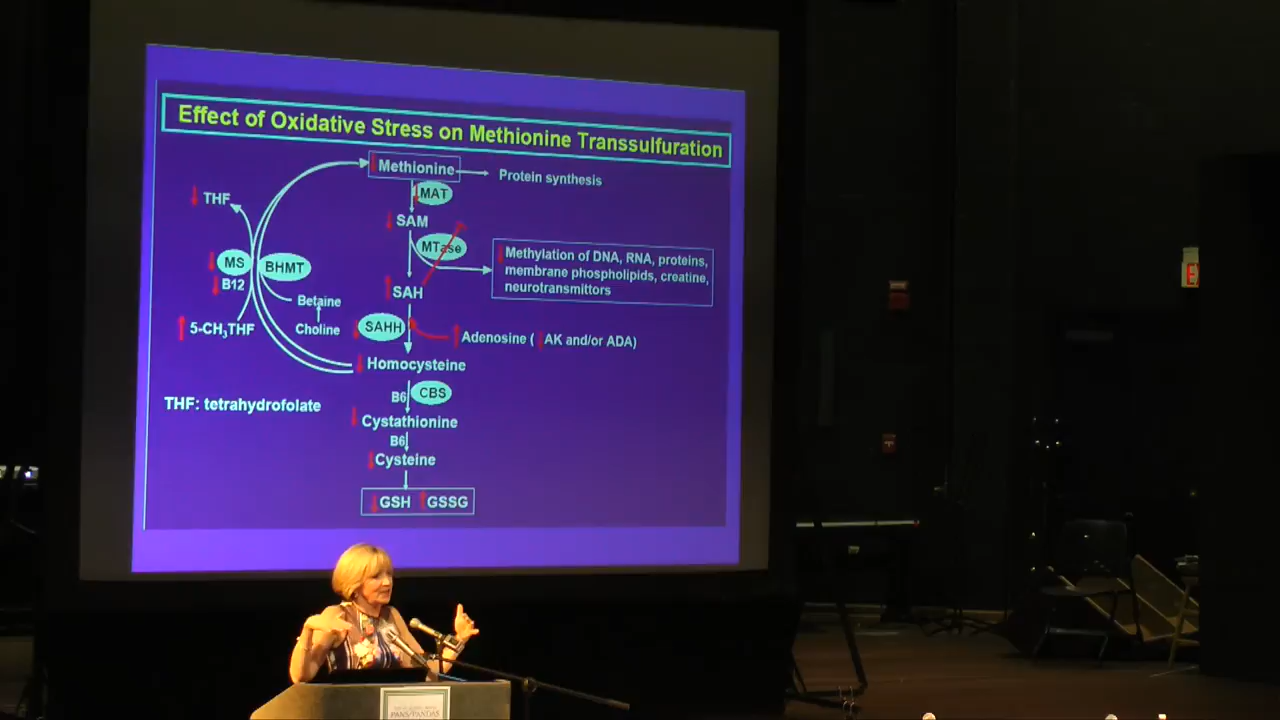 Effect of Oxidative Stress on Methionine Transsulfuration
Methionine
Protein synthesis
MAT
THF
SAM
MTase
Methylation of DNA, RNA, proteins,
membrane phospholipids, creatine,
neurotransmittors
MS
BHMT
B12
SAH
Betaine
5-CH3THF
Choline
SAHH
Adenosine ( AK and/or ADA)
Homocysteine
B6
CBS
THF: tetrahydrofolate
Cystathionine
B6
Cysteine
GSH GSSG
PANS/PANDAS